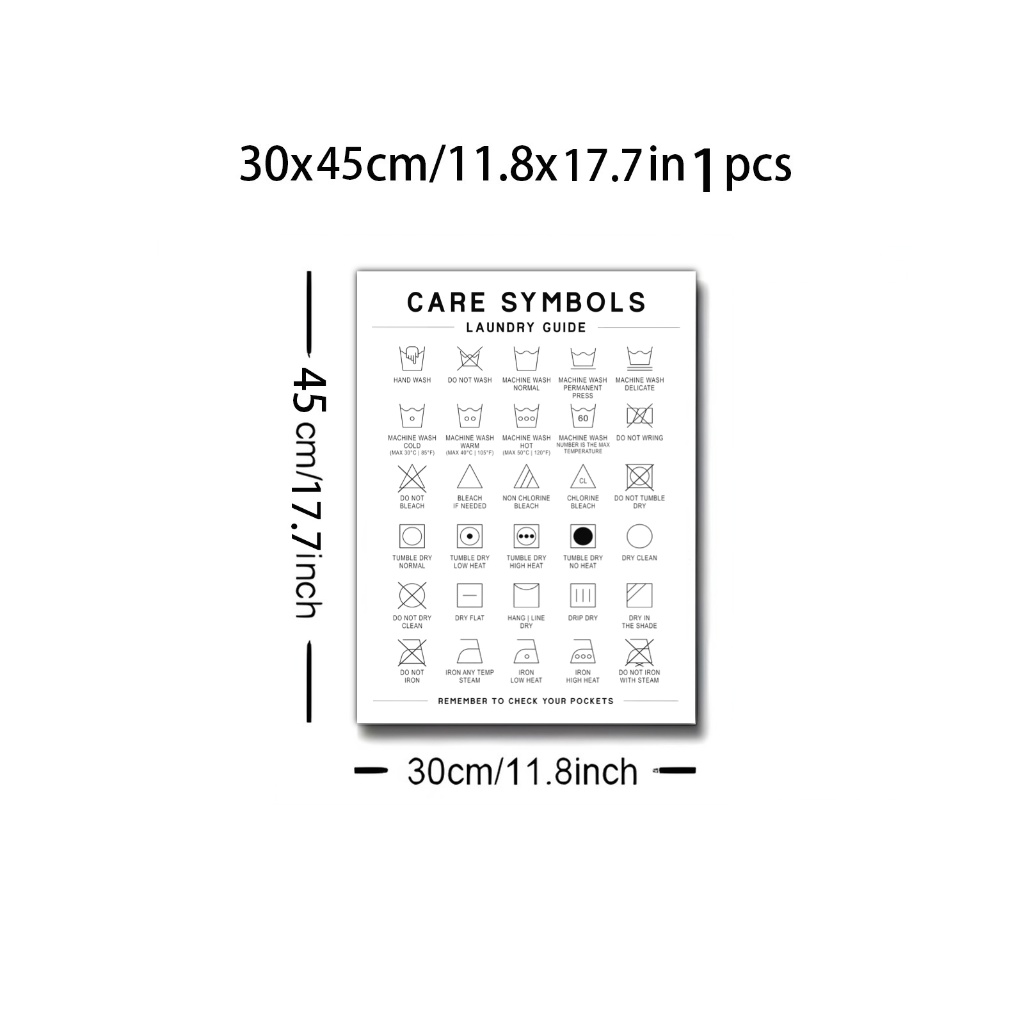 30x45cm/11.8x17.7in 1 pcs
CARE SYMBOLS
LAUNDRY GUIDE
HAND WASH
DO NOT WASH
MACHINE WASH
NORMAL
MACHINE WASH
PERMANENT
PRESS
MACHINE WASH
DELICATE
MACHINE WASH
COLD
(MAX 30°C | 85°F)
MACHINE WASH
WARM
(MAX 40°C | 105°F)
MACHINE WASH
HOT
(MAX 50°C | 120°F)
60
MACHINE WASH
NUMBER IS THE MAX
TEMPERATURE
DO NOT WRING
DO NOT
BLEACH
BLEACH
IF NEEDED
NON CHLORINE
BLEACH
CL
CHLORINE
BLEACH
DO NOT TUMBLE
DRY
TUMBLE DRY
NORMAL
TUMBLE DRY
LOW HEAT
TUMBLE DRY
HIGH HEAT
TUMBLE DRY
NO HEAT
DRY CLEAN
DO NOT DRY
CLEAN
DRY FLAT
HANG | LINE
DRY
DRIP DRY
DRY IN
THE SHADE
DO NOT
IRON
IRON ANY TEMP
STEAM
IRON
LOW HEAT
IRON
HIGH HEAT
DO NOT IRON
WITH STEAM
REMEMBER TO CHECK YOUR POCKETS
45 cm/17.7inch
30cm/11.8inch